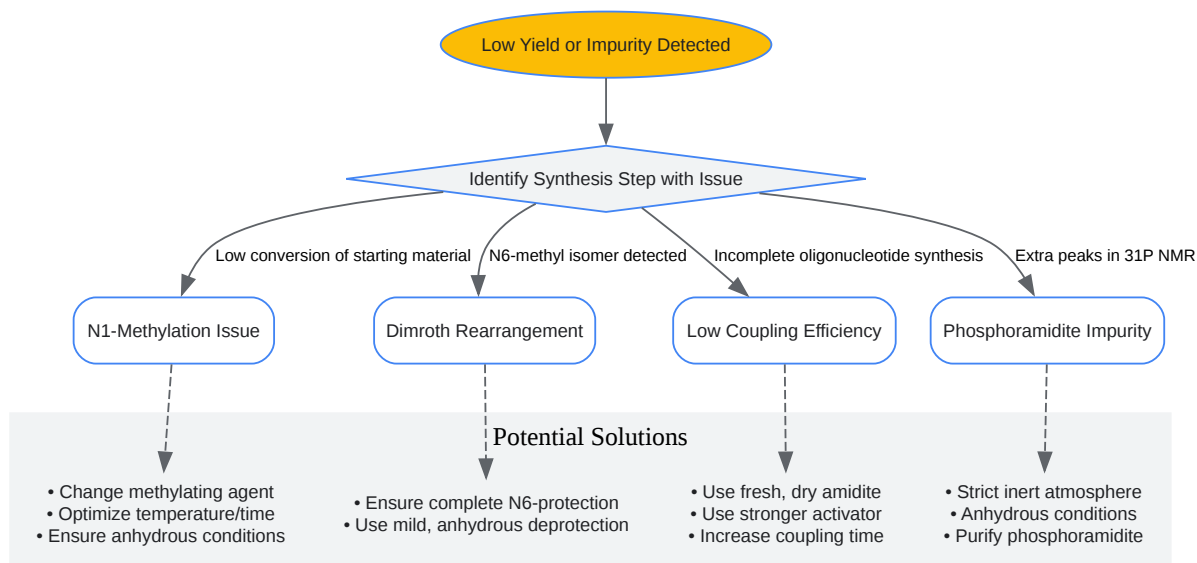 Low Yield or Impurity Detected
Identify Synthesis Step with Issue
Low conversion of starting material
N6-methyl isomer detected
Incomplete oligonucleotide synthesis
Extra peaks in 31P NMR
N1-Methylation Issue
Dimroth Rearrangement
Low Coupling Efficiency
Phosphoramidite Impurity
Potential Solutions
• Change methylating agent
• Optimize temperature/time
• Ensure anhydrous conditions
• Ensure complete N6-protection
• Use mild, anhydrous deprotection
• Use fresh, dry amidite
• Use stronger activator
• Increase coupling time
• Strict inert atmosphere
• Anhydrous conditions
• Purify phosphoramidite